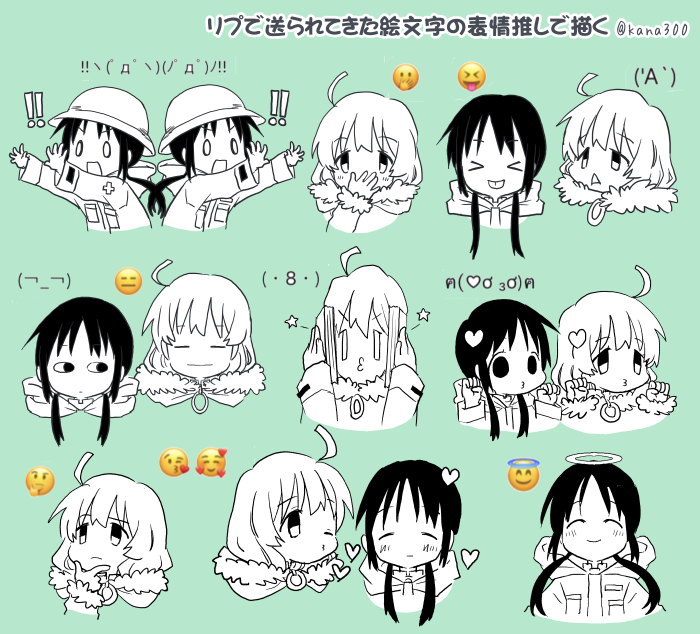 リプで送られてきた絵文字の表情推しで描く @kana300
!!ヽ(ﾟдﾟヽ)(ﾉﾟдﾟ)ﾉ!!
('A`)
!!
!!
(¬_¬)
(・8・)
ฅ(♡ơ ₃ơ)ฅ